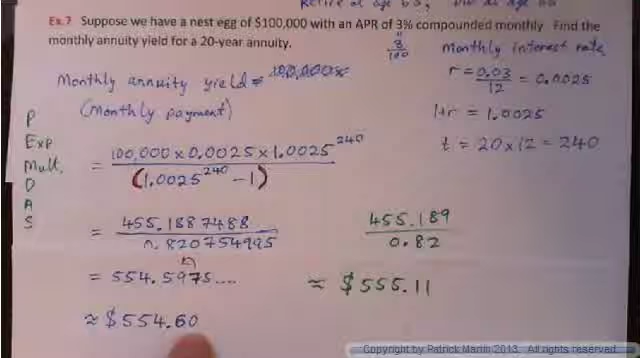 Retire at age 65,
Ex.7 Suppose we have a nest egg of $100,000 with an APR of 3% compounded monthly. Find the
monthly annuity yield for a 20-year annuity.
"
3
100
monthly interest rate
r = 0.03 / 12 = 0.0025
1+r = 1.0025
t = 20 × 12 = 240
Monthly annuity yield = 100,000×
(monthly payment)
P
Exp
Mult.
D
A
S
= 100,000 × 0.0025 × 1.0025^240
(1.0025^240 − 1)
= 455.1887488
0.820754995
= 554.5975....
≈ $554.60
455.189
0.82
≈ $555.11
Copyright by Patrick Martin 2013. All rights reserved